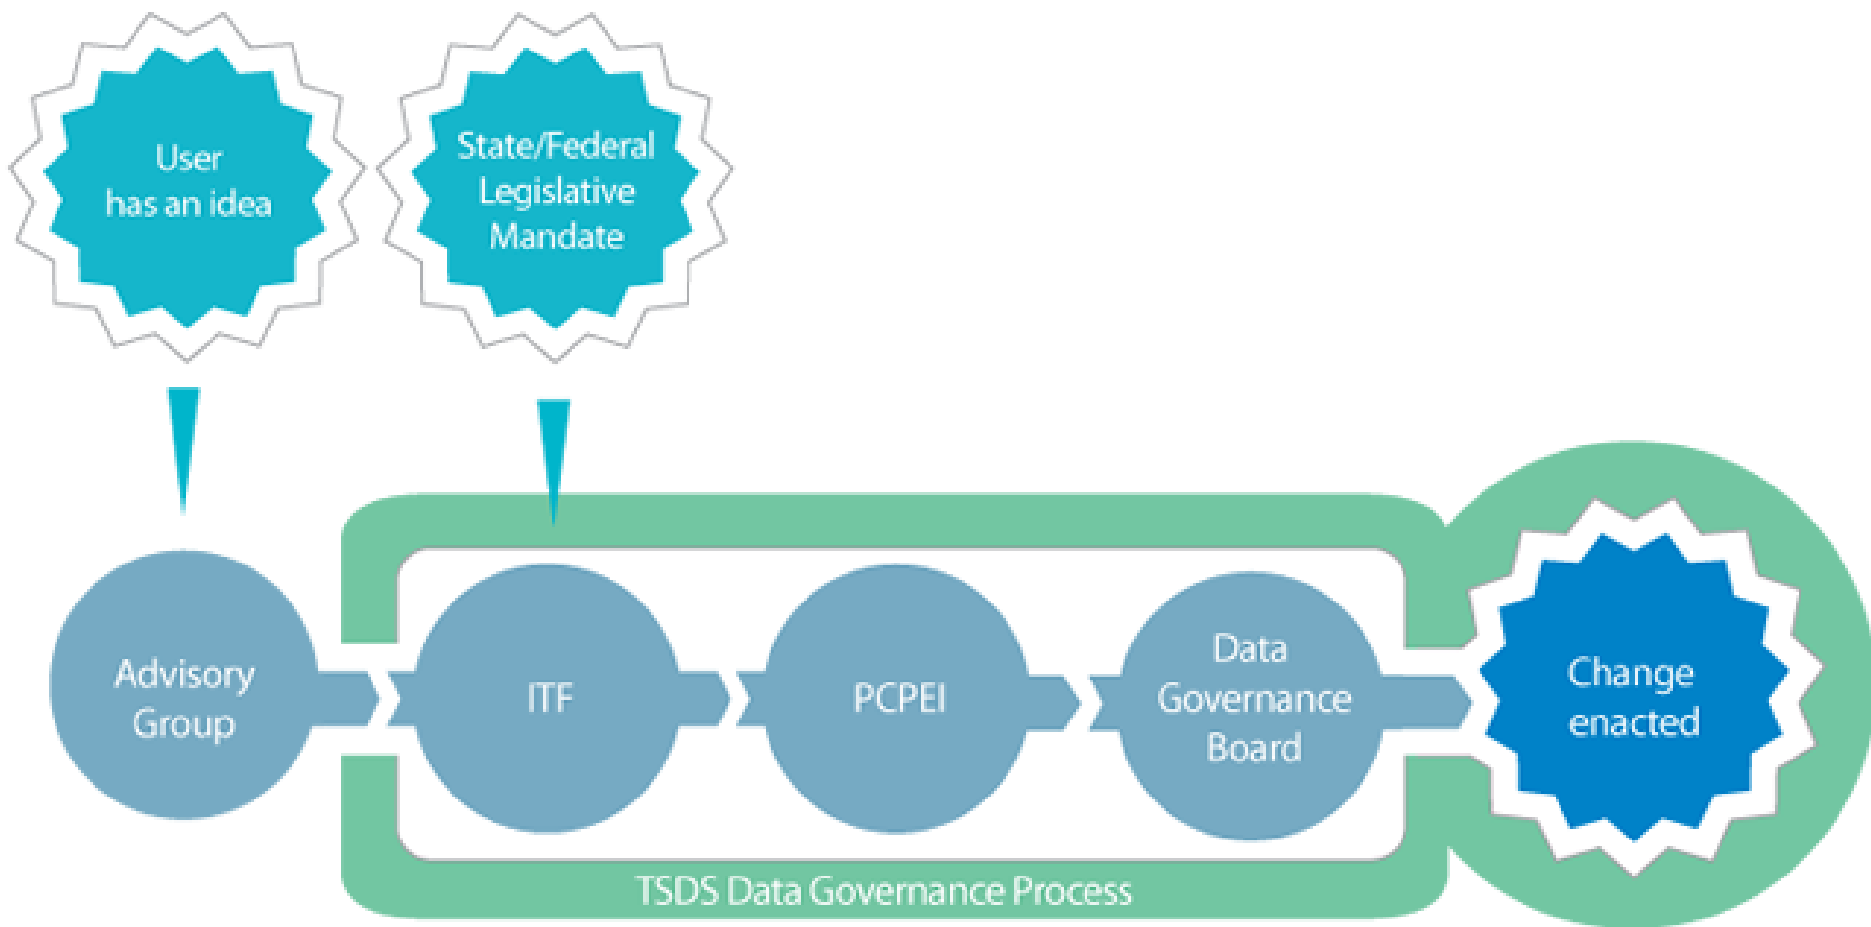 User
has an idea
State/Federal
Legislative
Mandate
Advisory
Group
ITF
PCPEI
Data
Governance
Board
Change
enacted
TSDS Data Governance Process